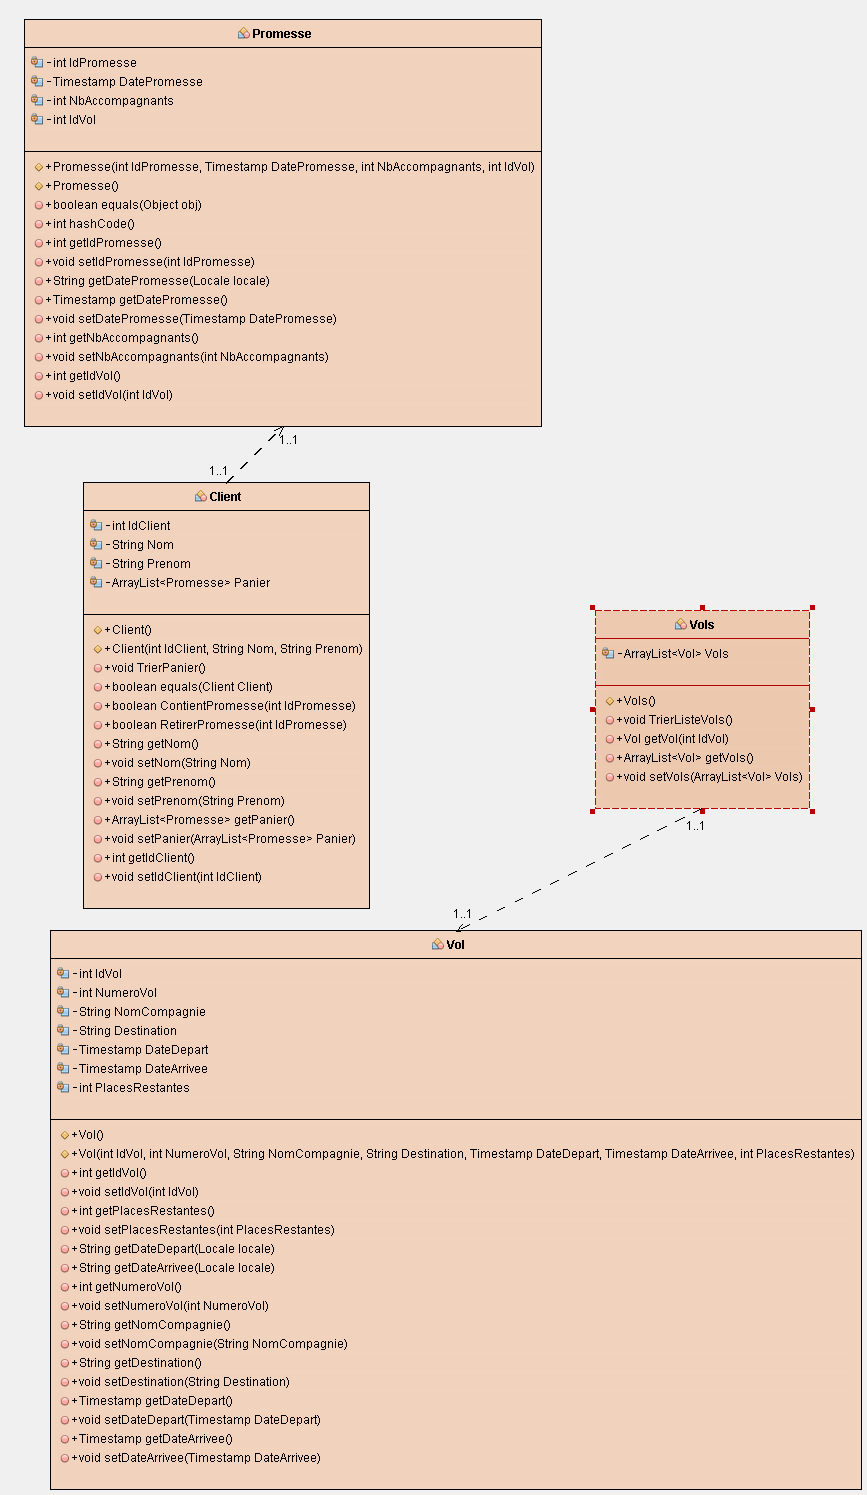 Promesse
-int IdPromesse
-Timestamp DatePromesse
-int NbAccompagnants
-int IdVol
+Promesse(int IdPromesse, Timestamp DatePromesse, int NbAccompagnants, int IdVol)
+Promesse()
+boolean equals(Object obj)
+int hashCode()
+int getIdPromesse()
+void setIdPromesse(int IdPromesse)
+String getDatePromesse(Locale locale)
+Timestamp getDatePromesse()
+void setDatePromesse(Timestamp DatePromesse)
+int getNbAccompagnants()
+void setNbAccompagnants(int NbAccompagnants)
+int getIdVol()
+void setIdVol(int IdVol)
1..1
1..1
Client
-int IdClient
-String Nom
-String Prenom
-ArrayList<Promesse> Panier
+Client()
+Client(int IdClient, String Nom, String Prenom)
+void TrierPanier()
+boolean equals(Client Client)
+boolean ContientPromesse(int IdPromesse)
+boolean RetirerPromesse(int IdPromesse)
+String getNom()
+void setNom(String Nom)
+String getPrenom()
+void setPrenom(String Prenom)
+ArrayList<Promesse> getPanier()
+void setPanier(ArrayList<Promesse> Panier)
+int getIdClient()
+void setIdClient(int IdClient)
Vols
-ArrayList<Vol> Vols
+Vols()
+void TrierListeVols()
+Vol getVol(int IdVol)
+ArrayList<Vol> getVols()
+void setVols(ArrayList<Vol> Vols)
1..1
1..1
Vol
-int IdVol
-int NumeroVol
-String NomCompagnie
-String Destination
-Timestamp DateDepart
-Timestamp DateArrivee
-int PlacesRestantes
+Vol()
+Vol(int IdVol, int NumeroVol, String NomCompagnie, String Destination, Timestamp DateDepart, Timestamp DateArrivee, int PlacesRestantes)
+int getIdVol()
+void setIdVol(int IdVol)
+int getPlacesRestantes()
+void setPlacesRestantes(int PlacesRestantes)
+String getDateDepart(Locale locale)
+String getDateArrivee(Locale locale)
+int getNumeroVol()
+void setNumeroVol(int NumeroVol)
+String getNomCompagnie()
+void setNomCompagnie(String NomCompagnie)
+String getDestination()
+void setDestination(String Destination)
+Timestamp getDateDepart()
+void setDateDepart(Timestamp DateDepart)
+Timestamp getDateArrivee()
+void setDateArrivee(Timestamp DateArrivee)